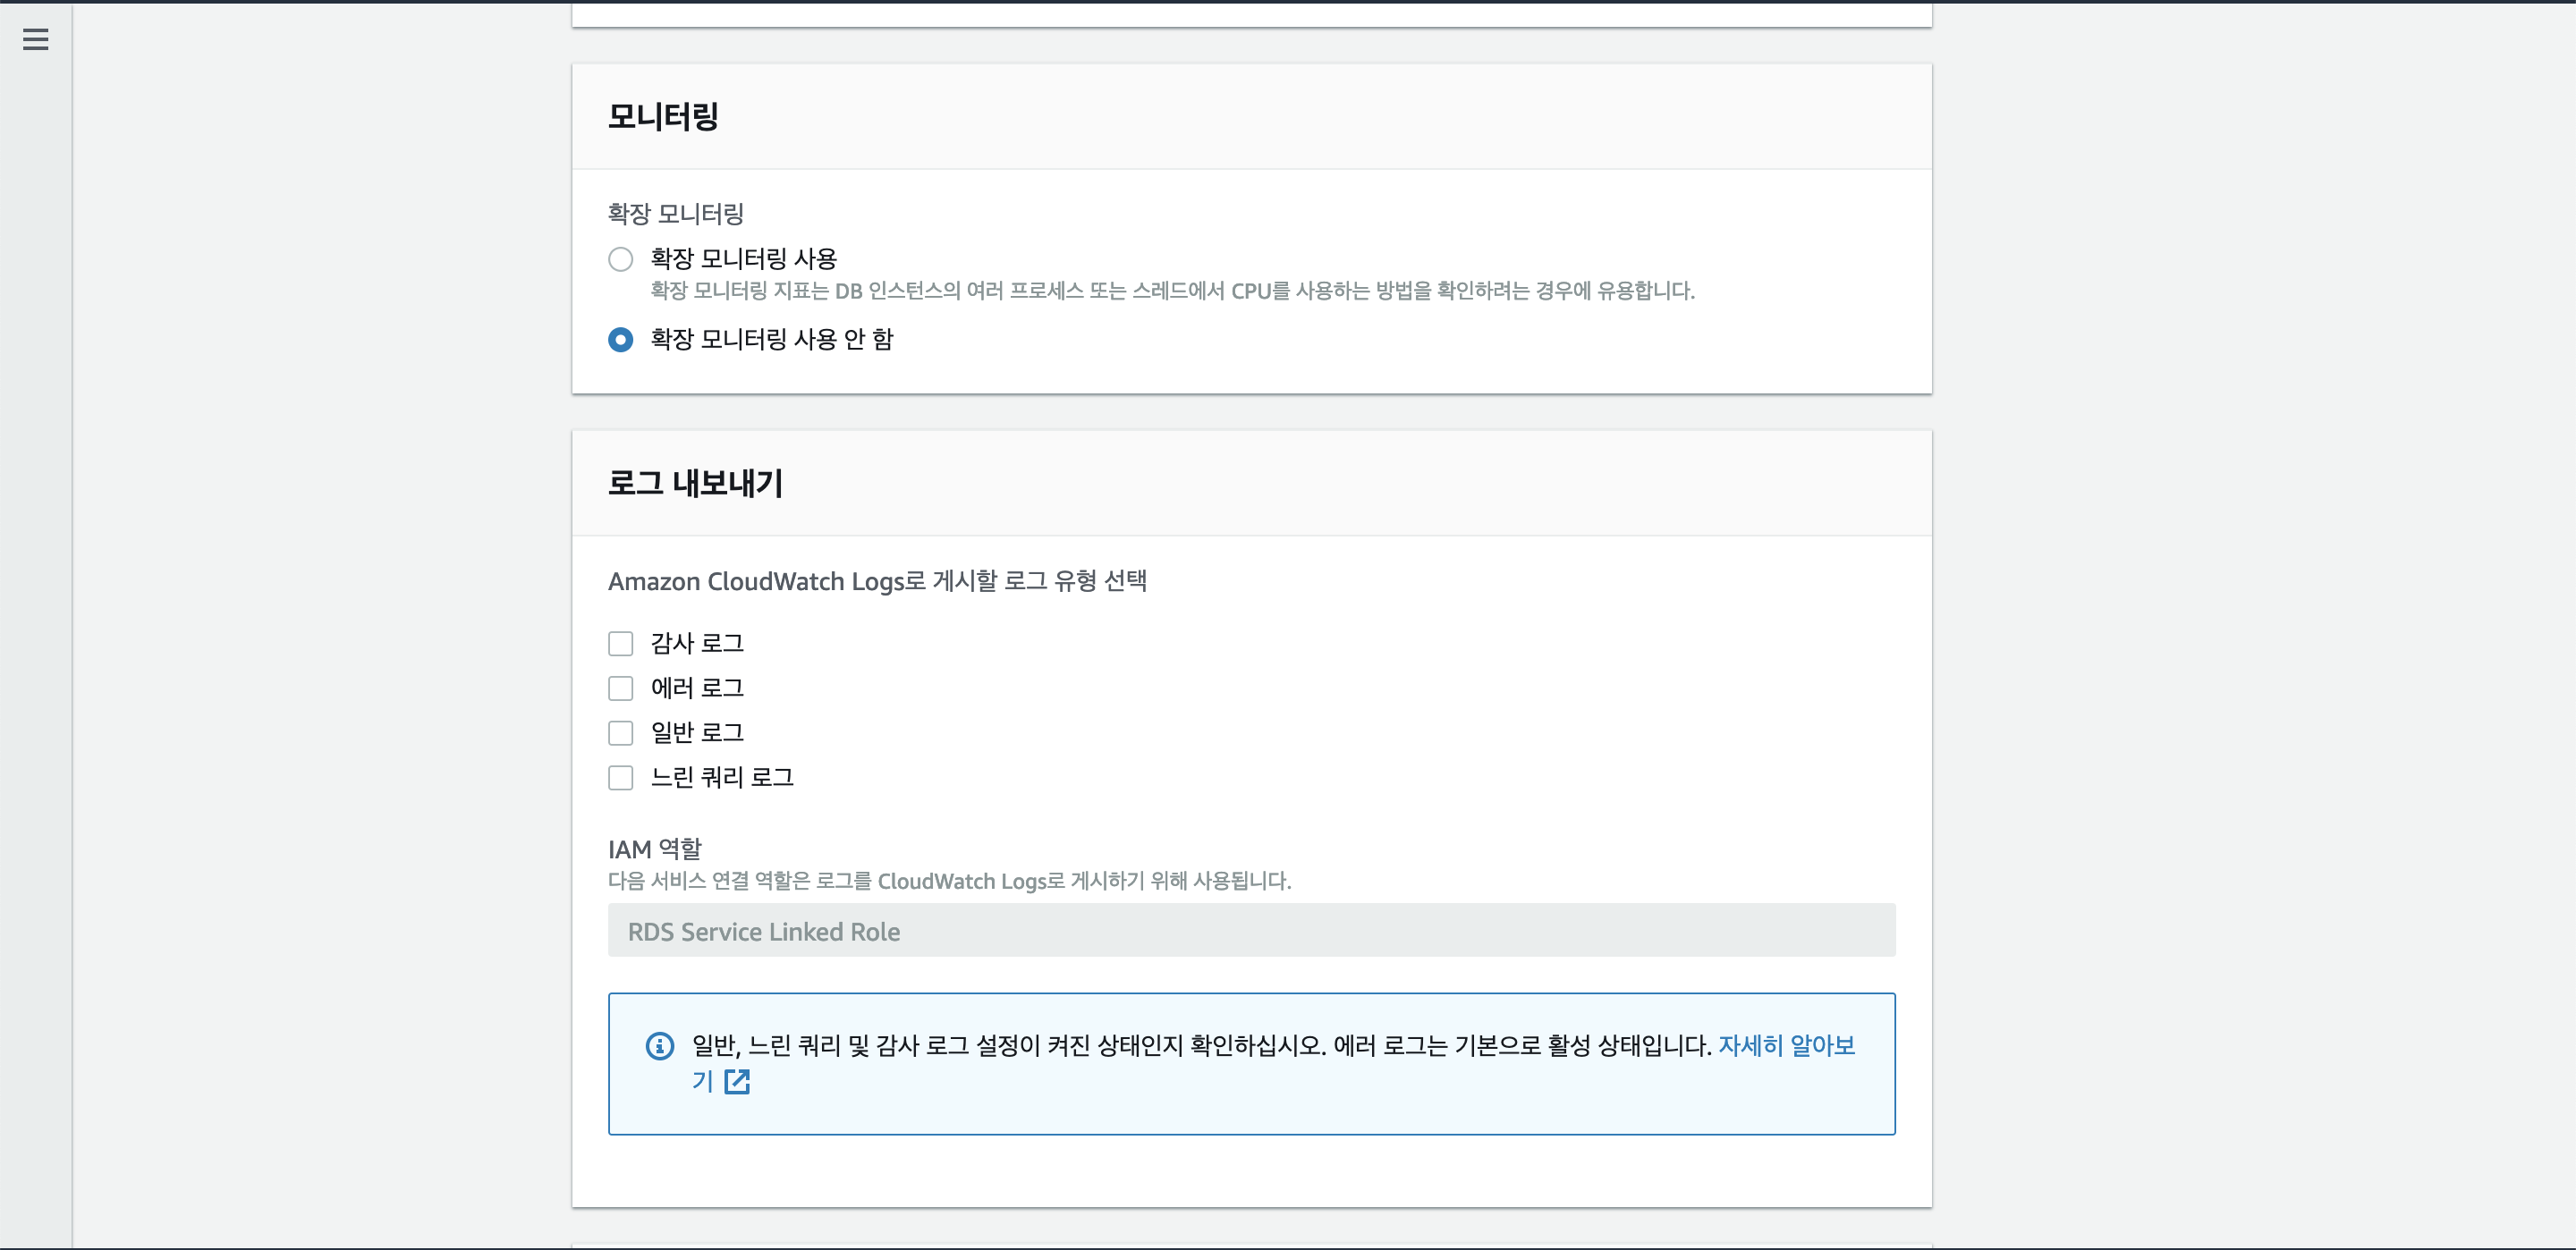 모니터링
확장 모니터링
확장 모니터링 사용
확장 모니터링 지표는 DB 인스턴스의 여러 프로세스 또는 스레드에서 CPU를 사용하는 방법을 확인하려는 경우에 유용합니다.
확장 모니터링 사용 안 함
로그 내보내기
Amazon CloudWatch Logs로 게시할 로그 유형 선택
감사 로그
에러 로그
일반 로그
느린 쿼리 로그
IAM 역할
다음 서비스 연결 역할은 로그를 CloudWatch Logs로 게시하기 위해 사용됩니다.
RDS Service Linked Role
일반, 느린 쿼리 및 감사 로그 설정이 켜진 상태인지 확인하십시오. 에러 로그는 기본으로 활성 상태입니다. 자세히 알아보
기